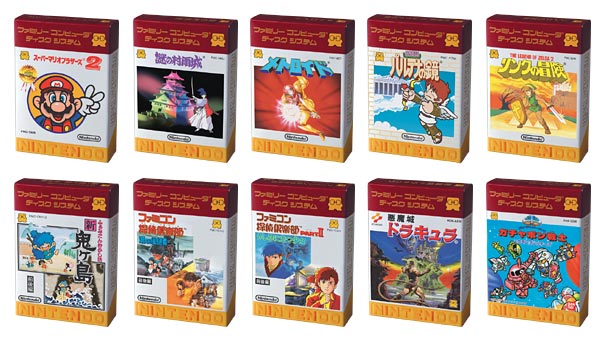 ファミリー コンピュータ
ディスク システム
スーパーマリオブラザーズ2
Nintendo
NINTENDO
ファミリー コンピュータ
ディスク システム
謎の村雨城
Nintendo
NINTENDO
ファミリー コンピュータ
ディスク システム
メトロイド
Nintendo
NINTENDO
ファミリー コンピュータ
ディスク システム
パルテナの鏡
Nintendo
NINTENDO
ファミリー コンピュータ
ディスク システム
THE LEGEND OF ZELDA 2
リンクの冒険
Nintendo
NINTENDO
ファミリー コンピュータ
ディスク システム
新
鬼ヶ島
前後編
Nintendo
NINTENDO
ファミリー コンピュータ
ディスク システム
ファミコン
探偵倶楽部
前後編
Nintendo
NINTENDO
ファミリー コンピュータ
ディスク システム
ファミコン
探偵倶楽部 PARTII
前後編
Nintendo
NINTENDO
ファミリー コンピュータ
ディスク システム
悪魔城
ドラキュラ
NINTENDO
ファミリー コンピュータ
ディスク システム
ガチャポン戦士
NINTENDO